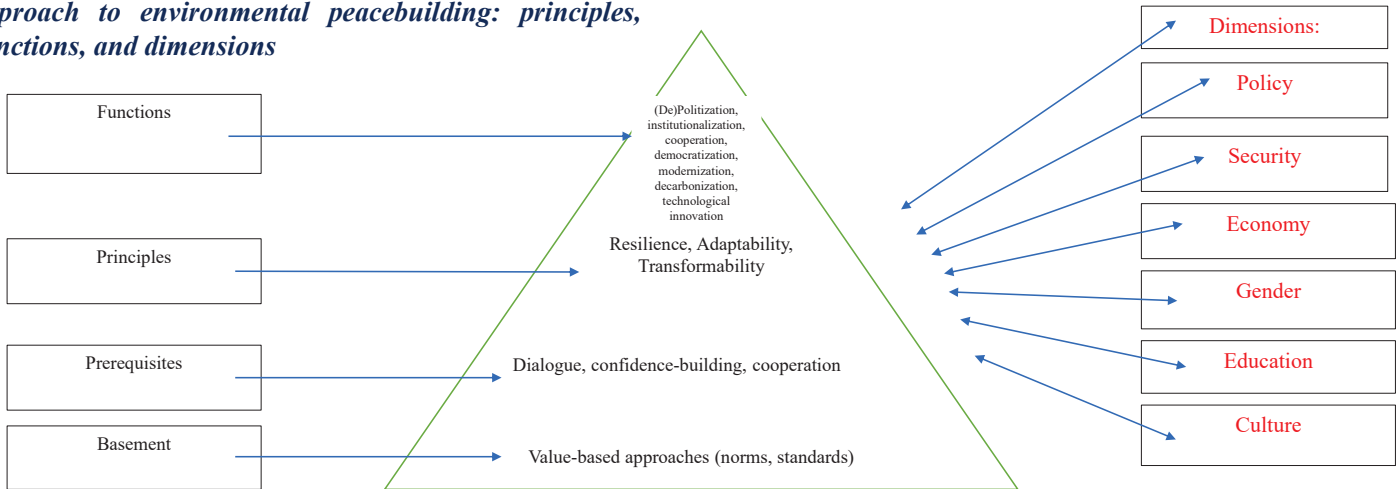 to environmental peacebuilding: principles,
and dimensions
Functions
Principles
Prerequisites
Basement
(De)Politization,
institutionalization,
cooperation,
democratization,
modernization,
decarbonization,
technological
innovation
Resilience, Adaptability,
Transformability
Dialogue, confidence-building, cooperation
Value-based approaches (norms, standards)
Dimensions:
Policy
Security
Economy
Gender
Education
Culture